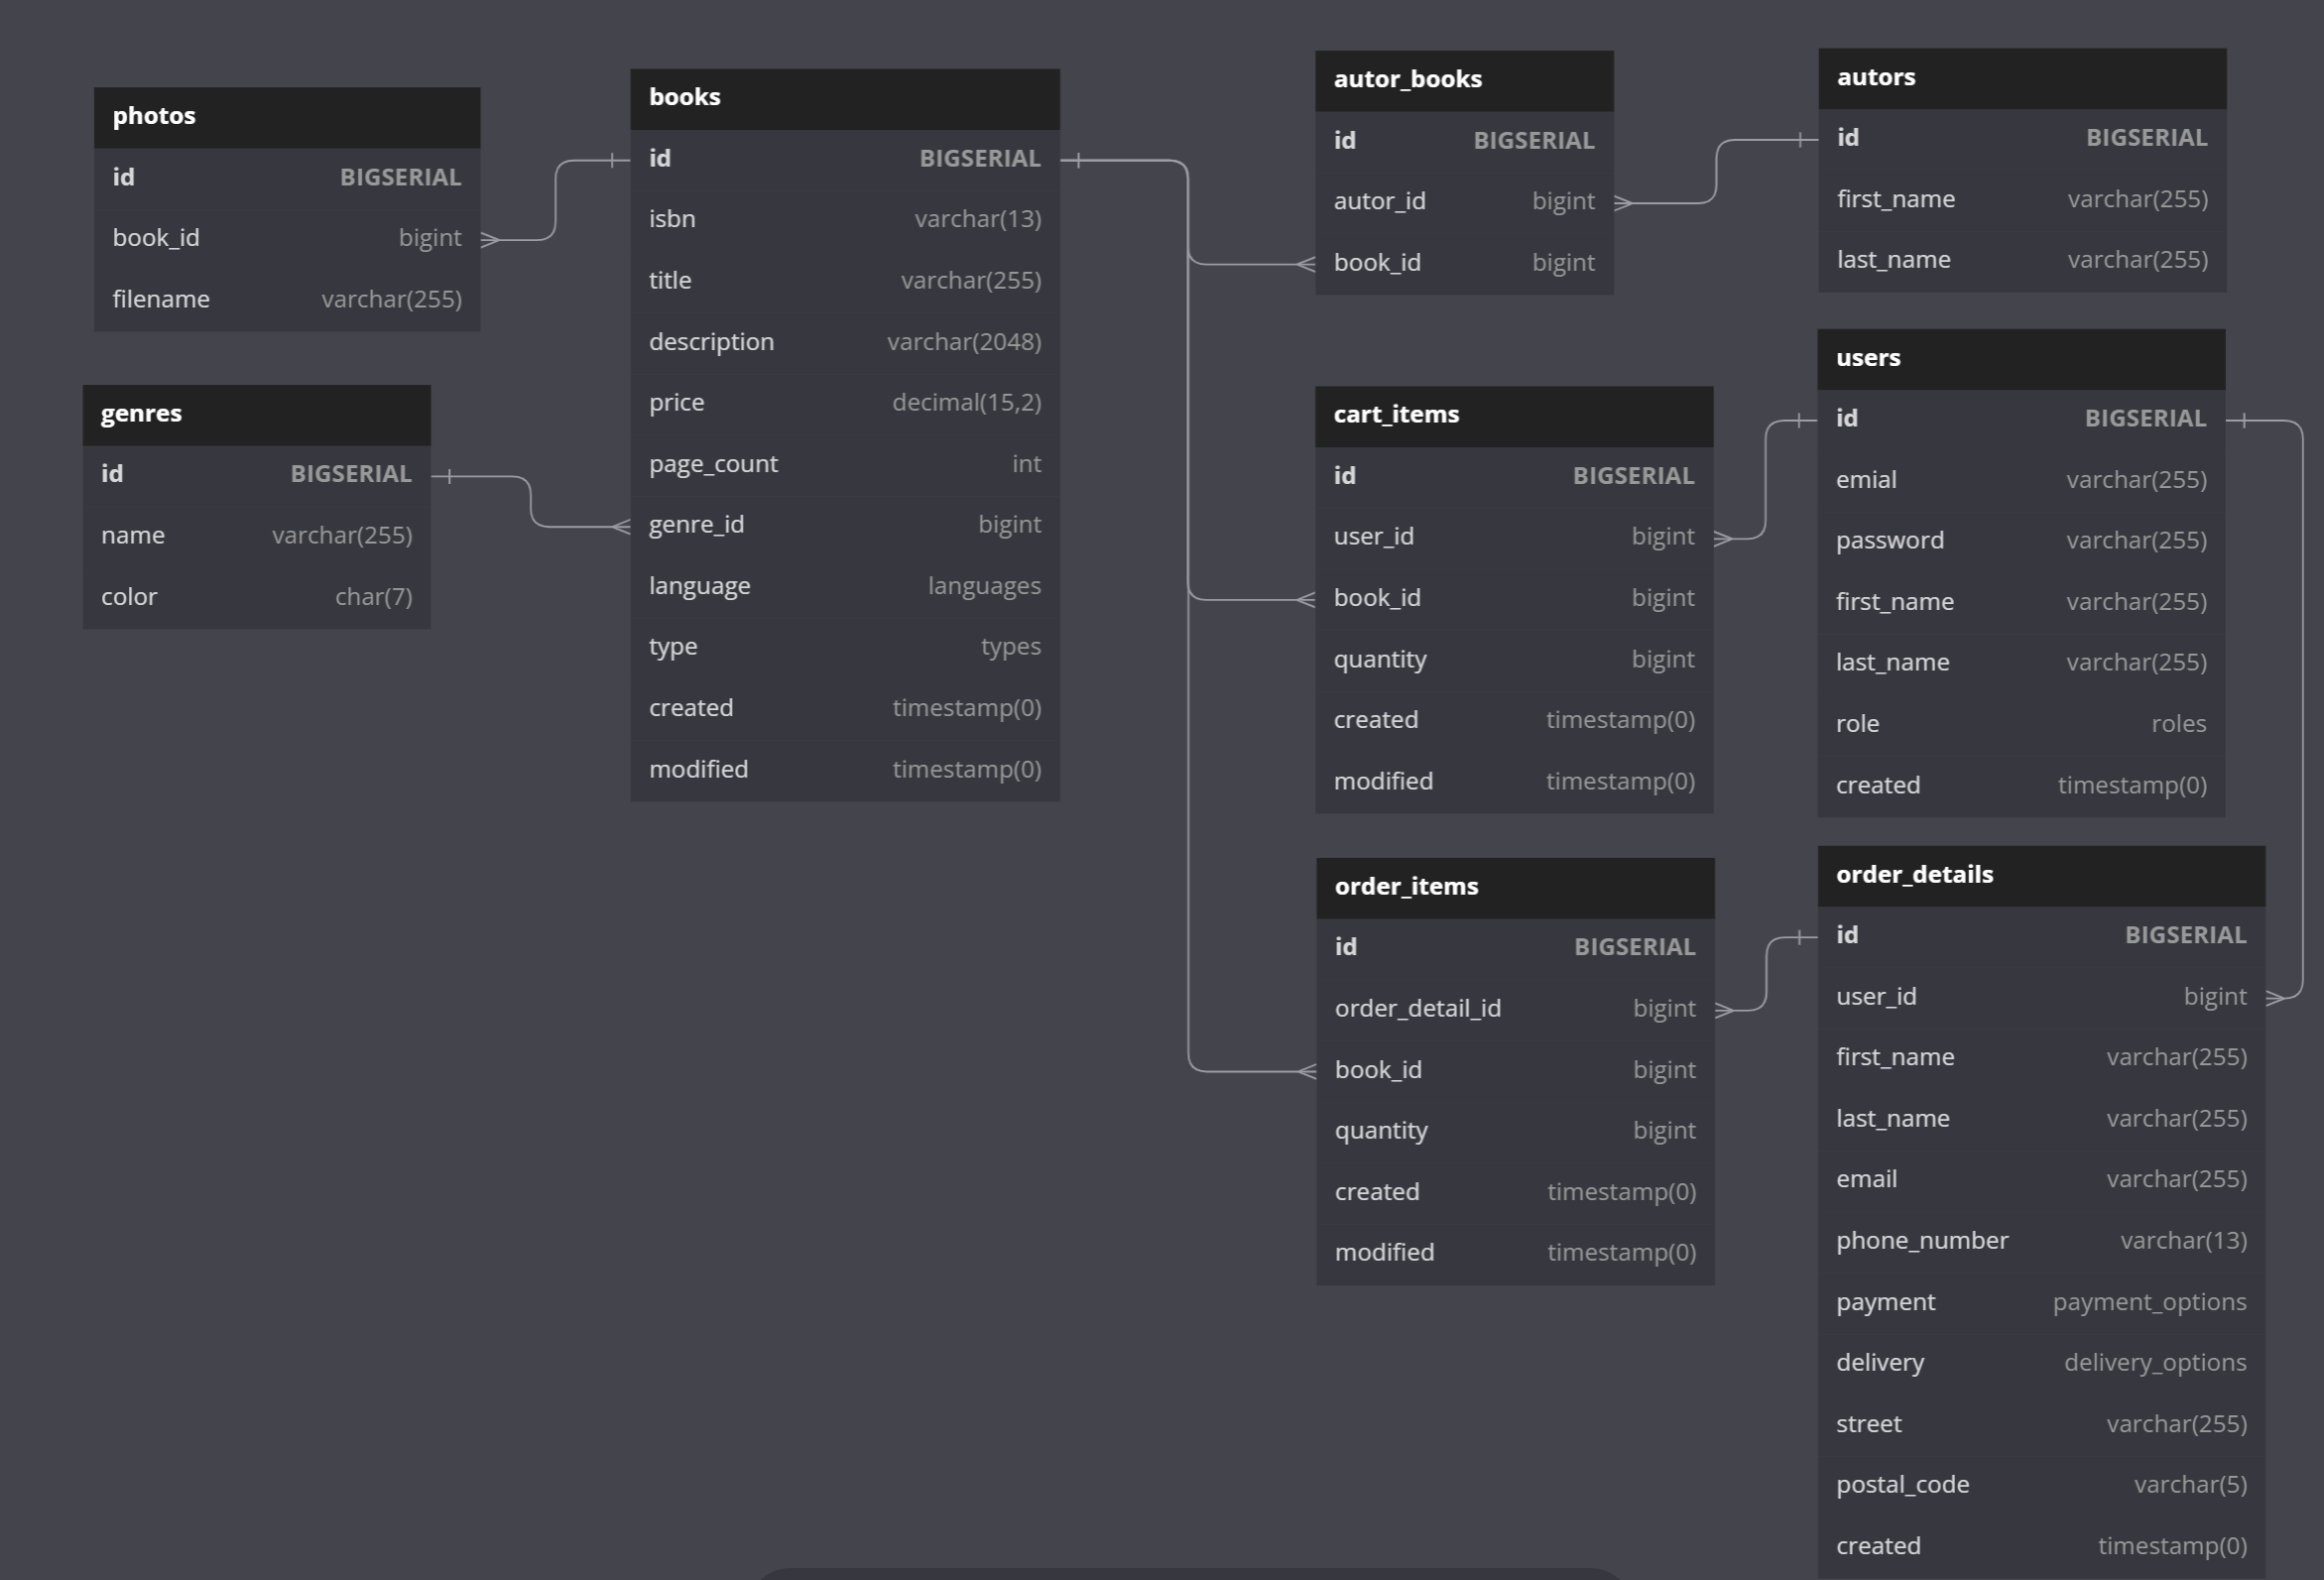 photos
id BIGSERIAL
book_id bigint
filename varchar(255)
genres
id BIGSERIAL
name varchar(255)
color char(7)
books
id BIGSERIAL
isbn varchar(13)
title varchar(255)
description varchar(2048)
price decimal(15,2)
page_count int
genre_id bigint
language languages
type types
created timestamp(0)
modified timestamp(0)
autor_books
id BIGSERIAL
autor_id bigint
book_id bigint
autors
id BIGSERIAL
first_name varchar(255)
last_name varchar(255)
cart_items
id BIGSERIAL
user_id bigint
book_id bigint
quantity bigint
created timestamp(0)
modified timestamp(0)
users
id BIGSERIAL
emial varchar(255)
password varchar(255)
first_name varchar(255)
last_name varchar(255)
role roles
created timestamp(0)
order_items
id BIGSERIAL
order_detail_id bigint
book_id bigint
quantity bigint
created timestamp(0)
modified timestamp(0)
order_details
id BIGSERIAL
user_id bigint
first_name varchar(255)
last_name varchar(255)
email varchar(255)
phone_number varchar(13)
payment payment_options
delivery delivery_options
street varchar(255)
postal_code varchar(5)
created timestamp(0)